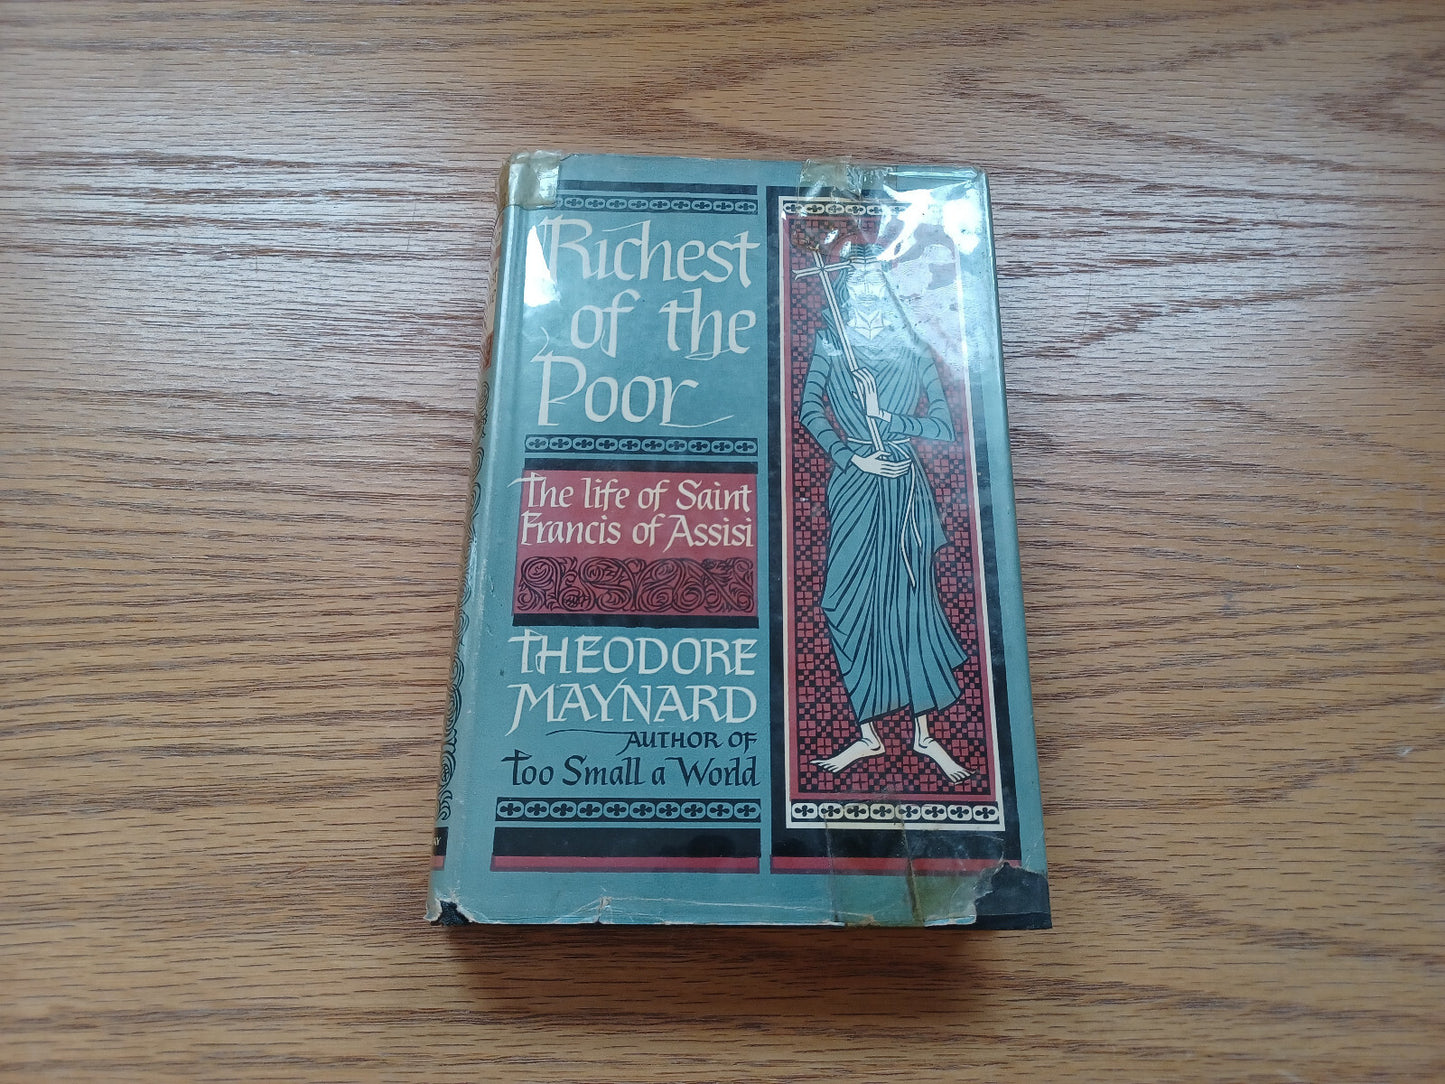 Richest
of the
Poor
The life of Saint
Francis of Assisi
THEODORE
MAYNARD
AUTHOR OF
Too Small a World